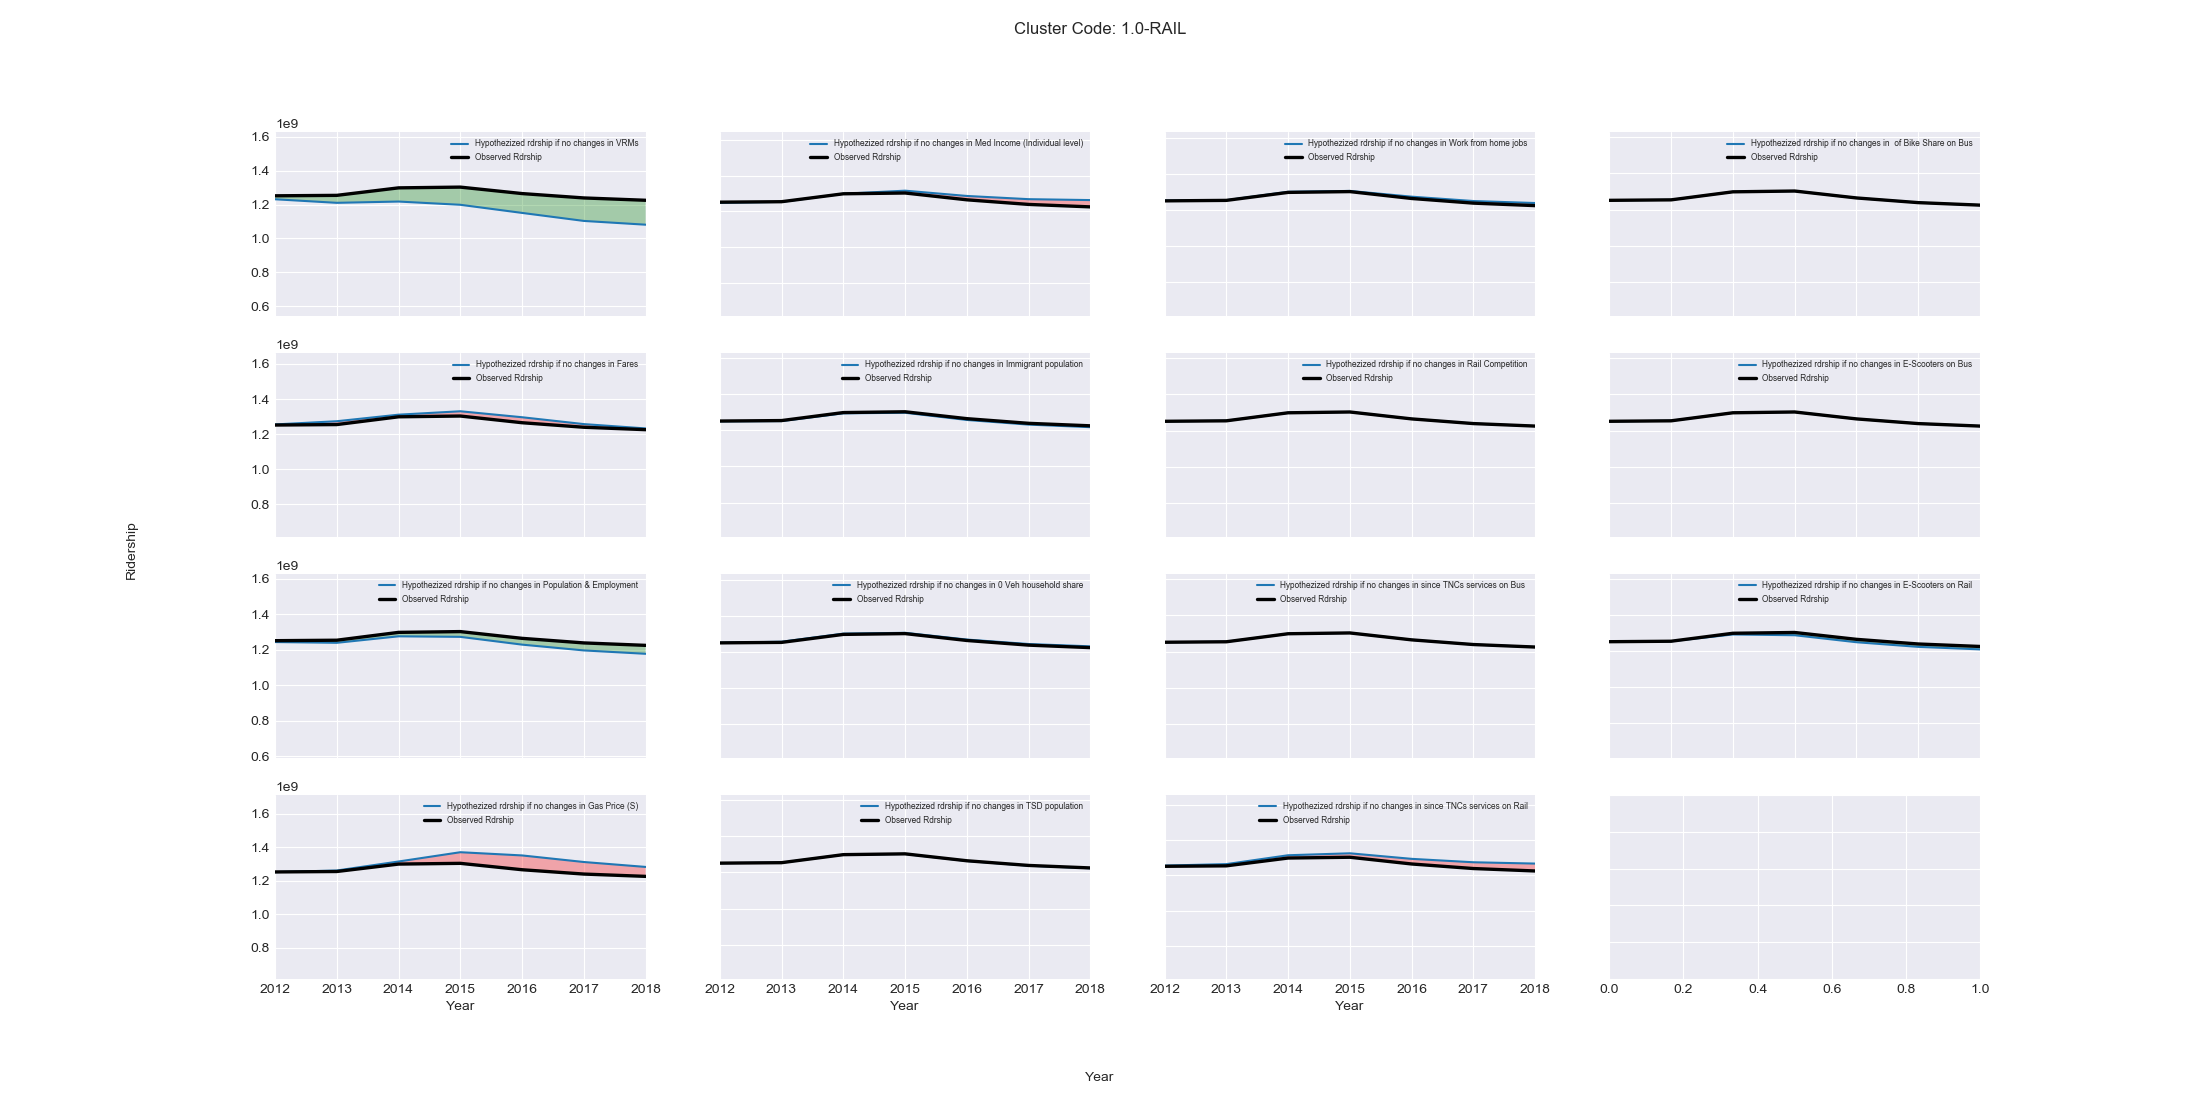 Cluster Code: 1.0-RAIL
1e9
1.6
1.4
1.2
1.0
0.8
0.6
Hypothezized rdrship if no changes in VRMs
Observed Rdrship
Hypothezized rdrship if no changes in Med Income (Individual level)
Observed Rdrship
Hypothezized rdrship if no changes in Work from home jobs
Observed Rdrship
Hypothezized rdrship if no changes in  of Bike Share on Bus
Observed Rdrship
1e9
1.6
1.4
1.2
1.0
0.8
Hypothezized rdrship if no changes in Fares
Observed Rdrship
Hypothezized rdrship if no changes in Immigrant population
Observed Rdrship
Hypothezized rdrship if no changes in Rail Competition
Observed Rdrship
Hypothezized rdrship if no changes in E-Scooters on Bus
Observed Rdrship
Ridership
1e9
1.6
1.4
1.2
1.0
0.8
0.6
Hypothezized rdrship if no changes in Population & Employment
Observed Rdrship
Hypothezized rdrship if no changes in 0 Veh household share
Observed Rdrship
Hypothezized rdrship if no changes in since TNCs services on Bus
Observed Rdrship
Hypothezized rdrship if no changes in E-Scooters on Rail
Observed Rdrship
1e9
1.6
1.4
1.2
1.0
0.8
Hypothezized rdrship if no changes in Gas Price (S)
Observed Rdrship
2012 2013 2014 2015 2016 2017 2018
Year
Hypothezized rdrship if no changes in TSD population
Observed Rdrship
2012 2013 2014 2015 2016 2017 2018
Year
Hypothezized rdrship if no changes in since TNCs services on Rail
Observed Rdrship
2012 2013 2014 2015 2016 2017 2018
Year
0.0 0.2 0.4 0.6 0.8 1.0
Year